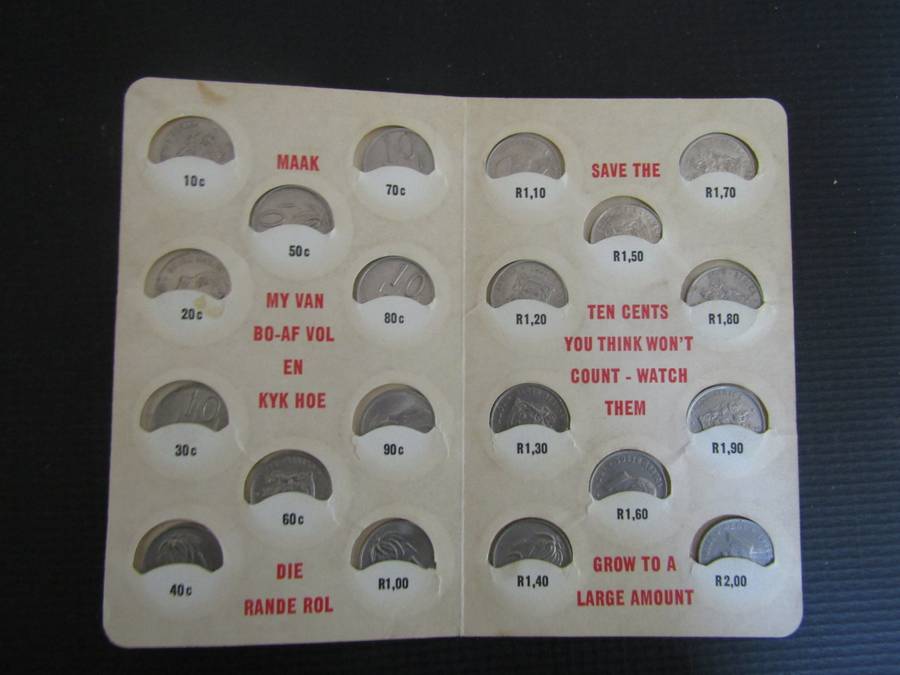 MAAK
10c
70c
50c
MY VAN
20c
80c
BO-AF VOL
EN
KYK HOE
30c
90c
60c
DIE
40c
R1,00
RANDE ROL
SAVE THE
R1,10
R1,70
R1,50
TEN CENTS
R1,20
R1,80
YOU THINK WON'T
COUNT - WATCH
THEM
R1,30
R1,90
R1,60
GROW TO A
R1,40
R2,00
LARGE AMOUNT
10
10
10